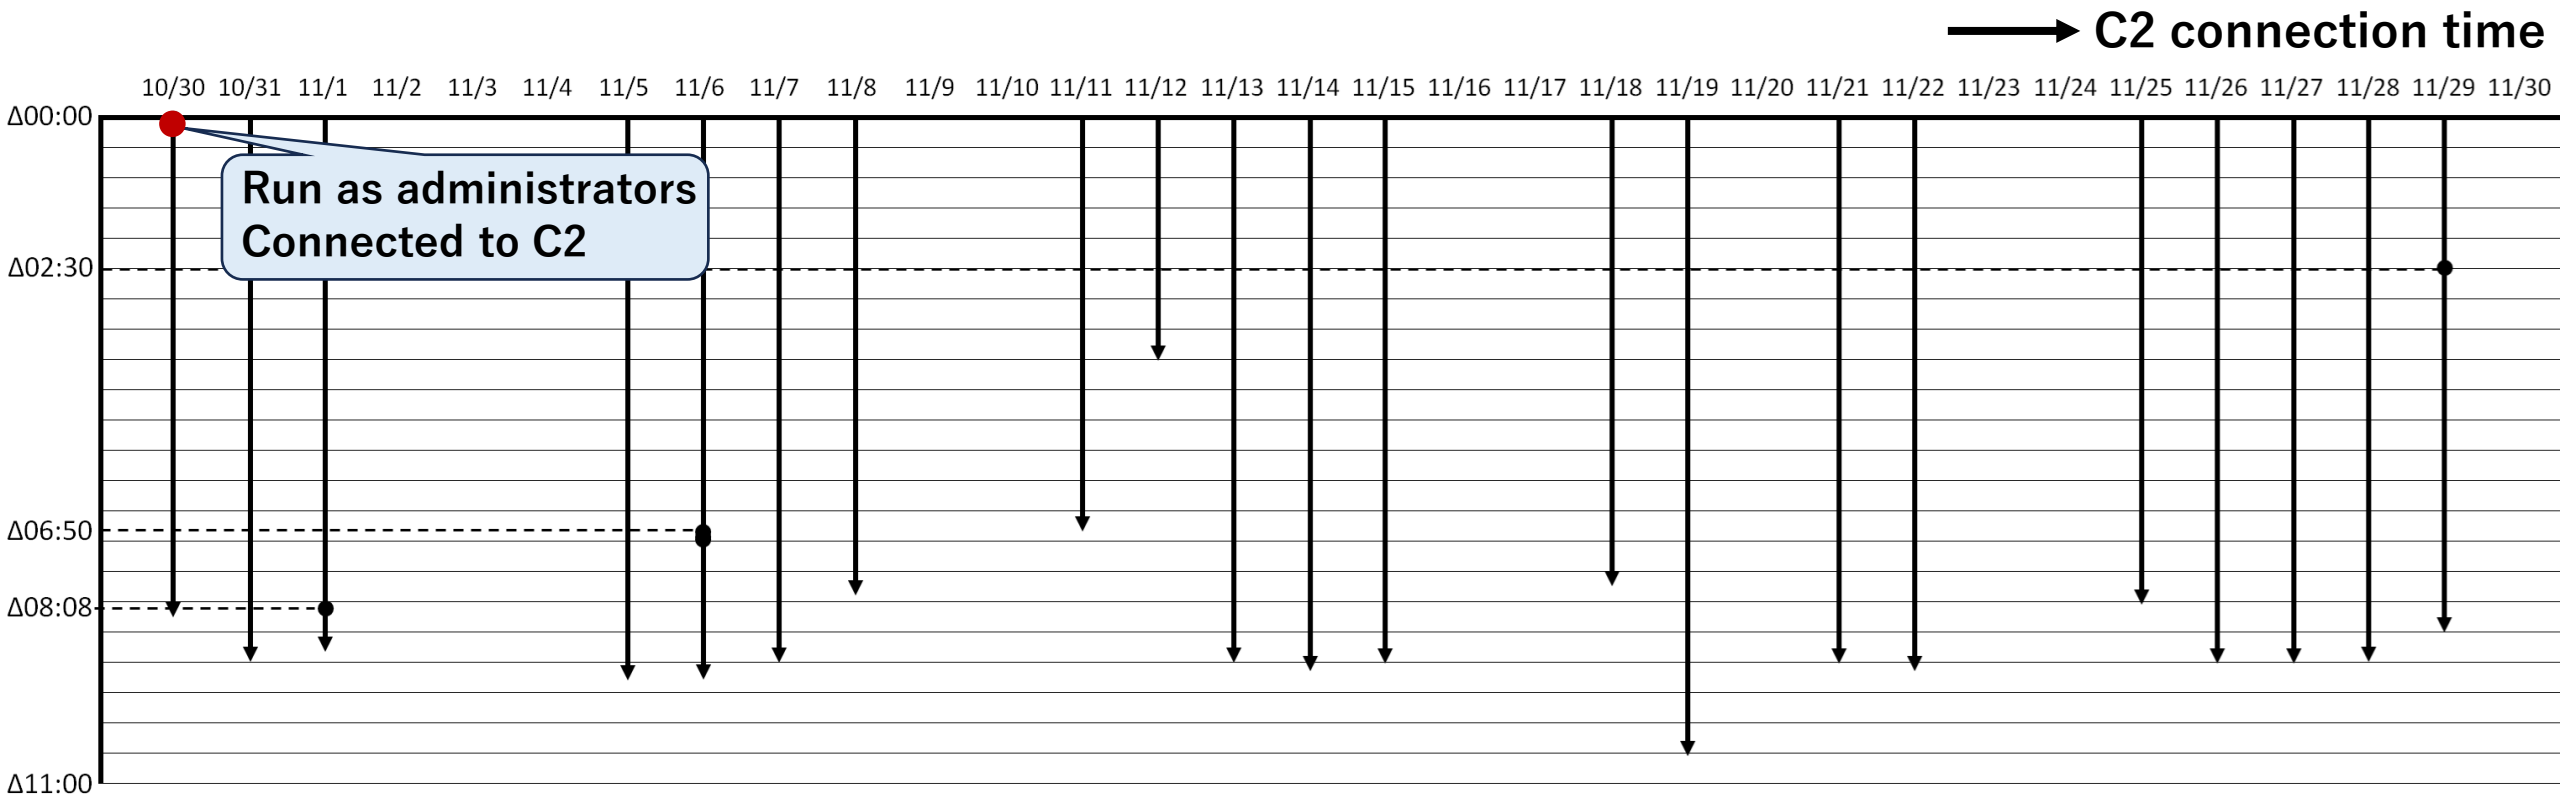 C2 connection time
10/30 10/31 11/1 11/2 11/3 11/4 11/5 11/6 11/7 11/8 11/9 11/10 11/11 11/12 11/13 11/14 11/15 11/16 11/17 11/18 11/19 11/20 11/21 11/22 11/23 11/24 11/25 11/26 11/27 11/28 11/29 11/30
Δ00:00
Run as administrators
Connected to C2
Δ02:30
Δ06:50
Δ08:08
Δ11:00